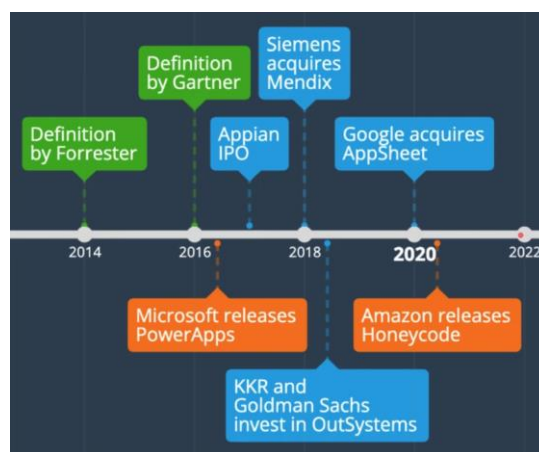 Siemens
acquires
Mendix
Definition
by Gartner
Definition
by Forrester
Appian
IPO
Google acquires
AppSheet
2014
2016
2018
2020
2022
Microsoft releases
PowerApps
Amazon releases
Honeycode
KKR and
Goldman Sachs
invest in OutSystems